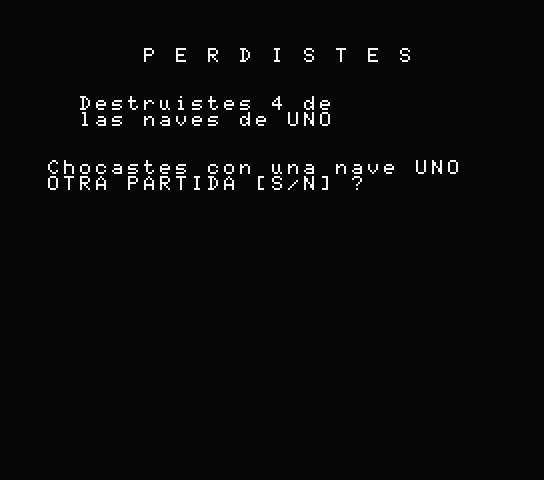 P E R D I S T E S
Destruistes 4 de
las naves de UNO
Chocastes con una nave UNO
OTRA PARTIDA [S/N] ?